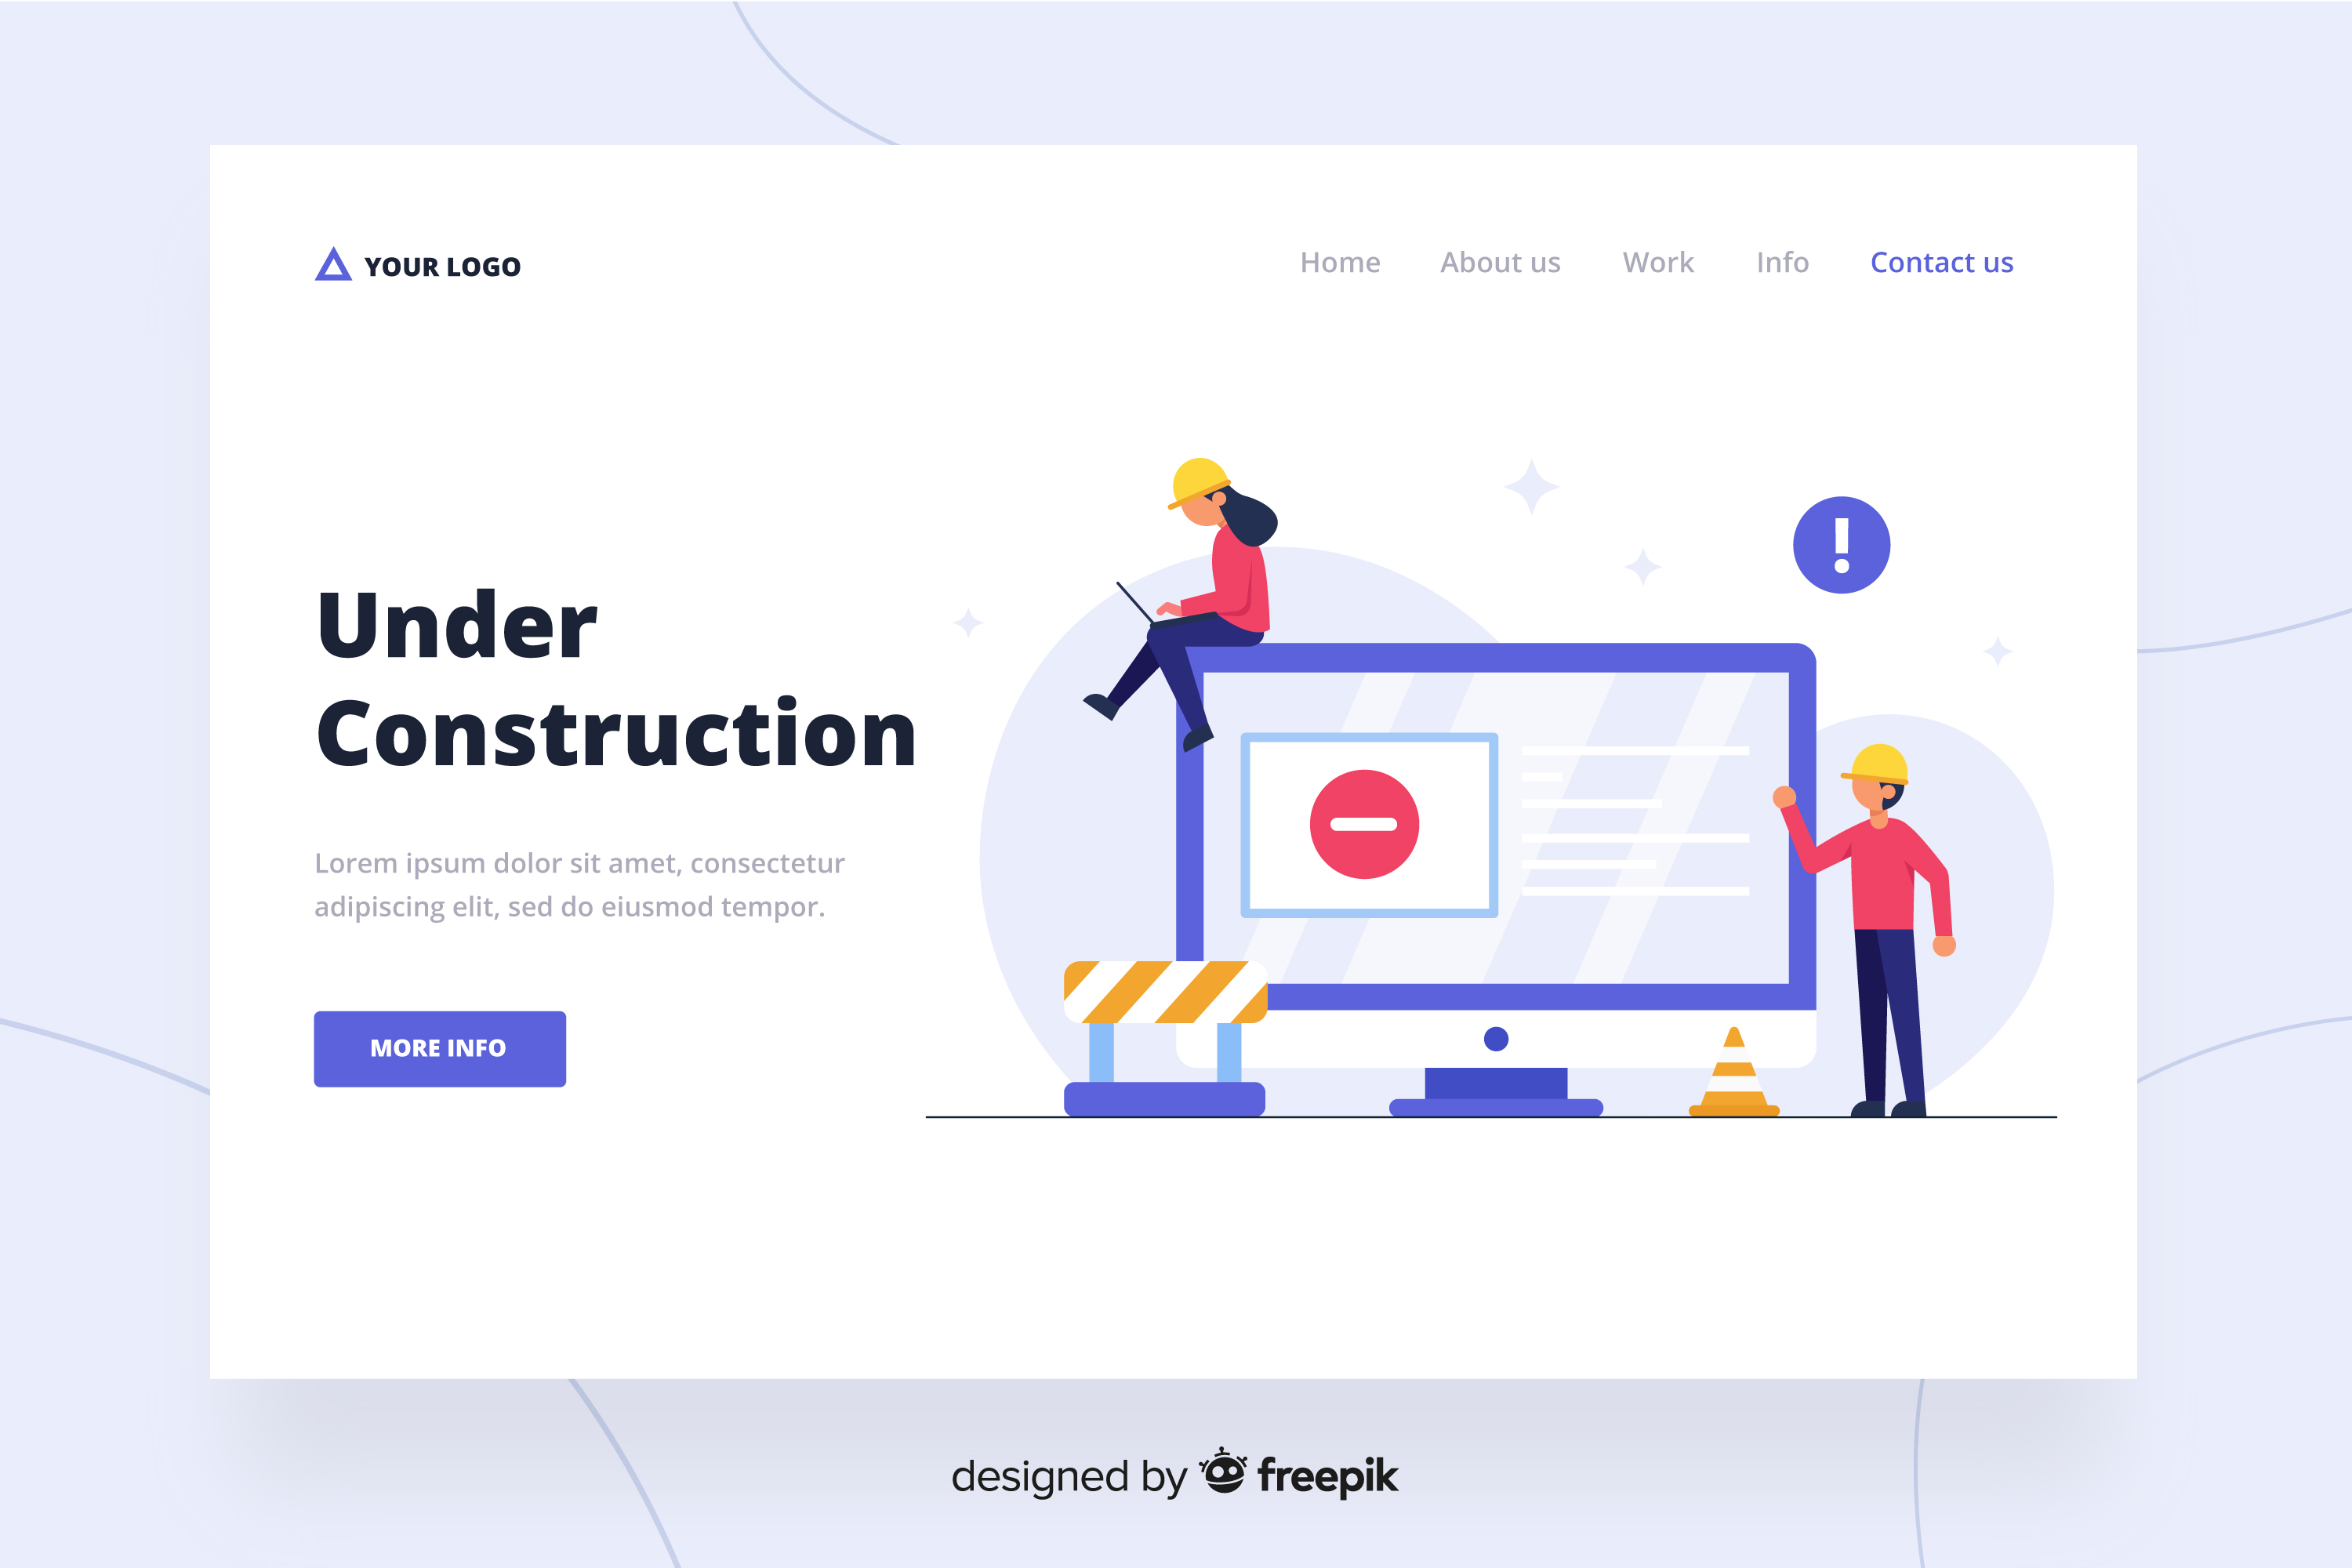 YOUR LOGO
Home About us Work Info Contact us
Under
Construction
Lorem ipsum dolor sit amet, consectetur
adipiscing elit, sed do eiusmod tempor.
MORE INFO
!
designed by freepik